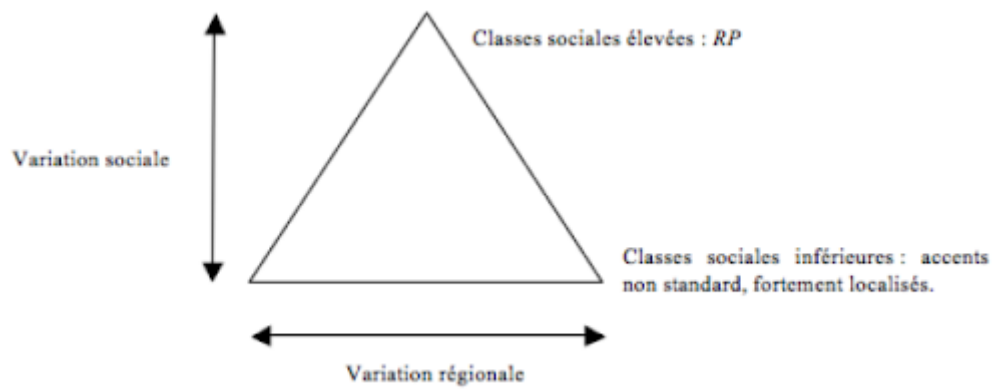 Classes sociales élevées : RP
Variation sociale
Classes sociales inférieures : accents
non standard, fortement localisés.
Variation régionale